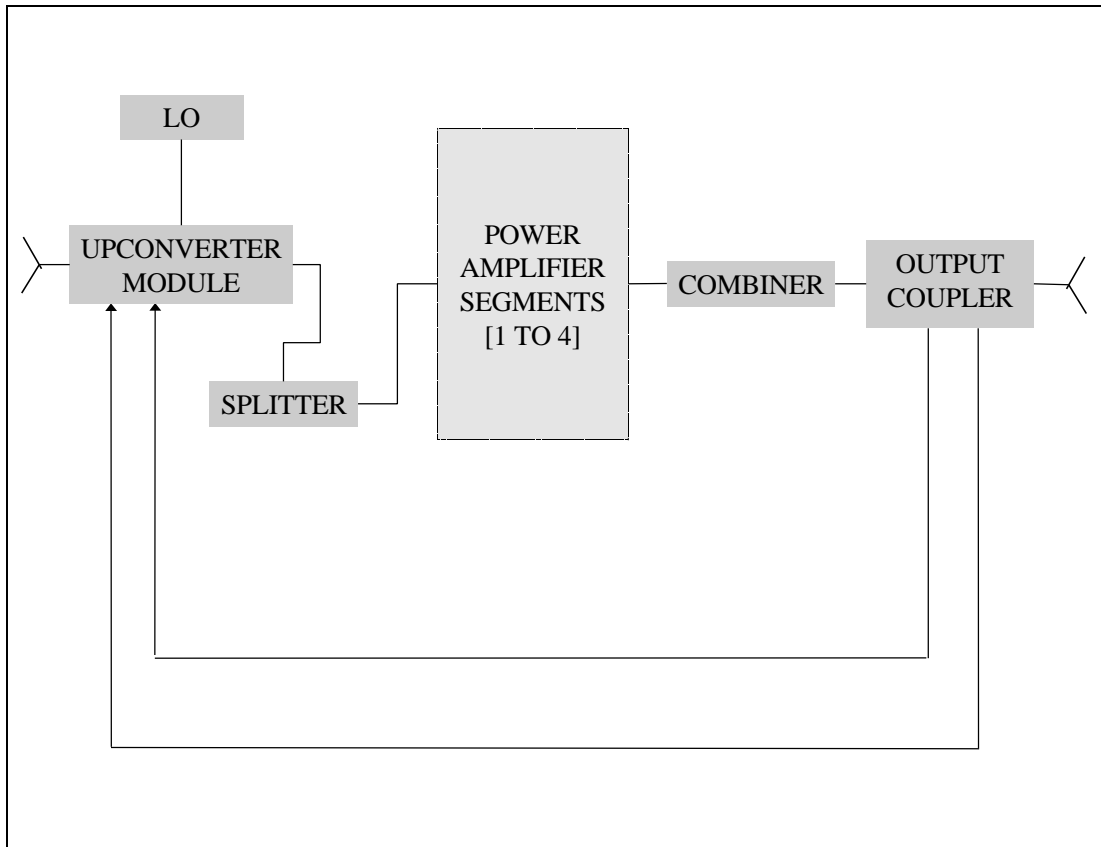 LO
UPCONVERTER
MODULE
SPLITTER
POWER
AMPLIFIER
SEGMENTS
[1 TO 4]
COMBINER
OUTPUT
COUPLER